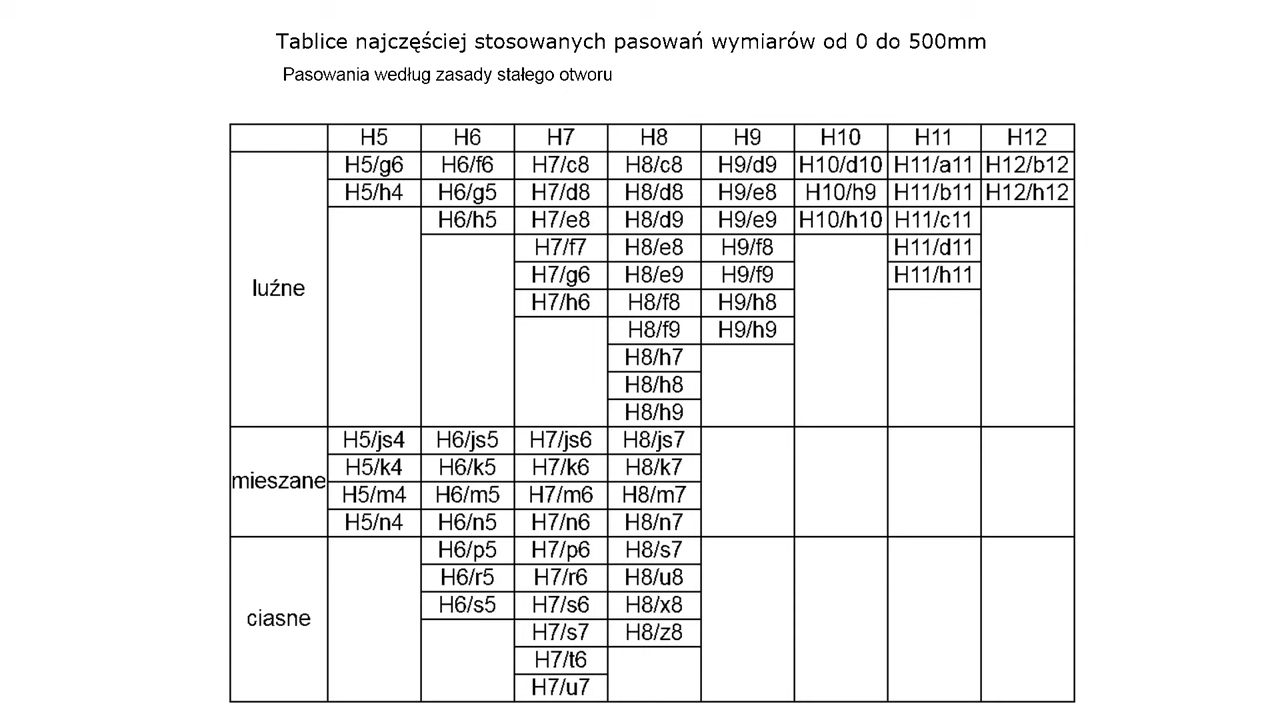 Tablice najczęściej stosowanych pasowań wymiarów od 0 do 500mm
Pasowania według zasady stałego otworu
H5 H6 H7 H8 H9 H10 H11 H12
H5/g6 H6/f6 H7/c8 H8/c8 H9/d9 H10/d10 H11/a11 H12/b12
H5/h4 H6/g5 H7/d8 H8/d8 H9/e8 H10/h9 H11/b11 H12/h12
H6/h5 H7/e8 H8/d9 H9/e9 H10/h10 H11/c11
H7/f7 H8/e8 H9/f8 H11/d11
H7/g6 H8/e9 H9/f9 H11/h11
luźne
H7/h6 H8/f8 H9/h8
H8/f9 H9/h9
H8/h7
H8/h8
H8/h9
H5/js4 H6/js5 H7/js6 H8/js7
H5/k4 H6/k5 H7/k6 H8/k7
mieszane
H5/m4 H6/m5 H7/m6 H8/m7
H5/n4 H6/n5 H7/n6 H8/n7
H6/p5 H7/p6 H8/s7
H6/r5 H7/r6 H8/u8
H6/s5 H7/s6 H8/x8
ciasne
H7/s7 H8/z8
H7/t6
H7/u7